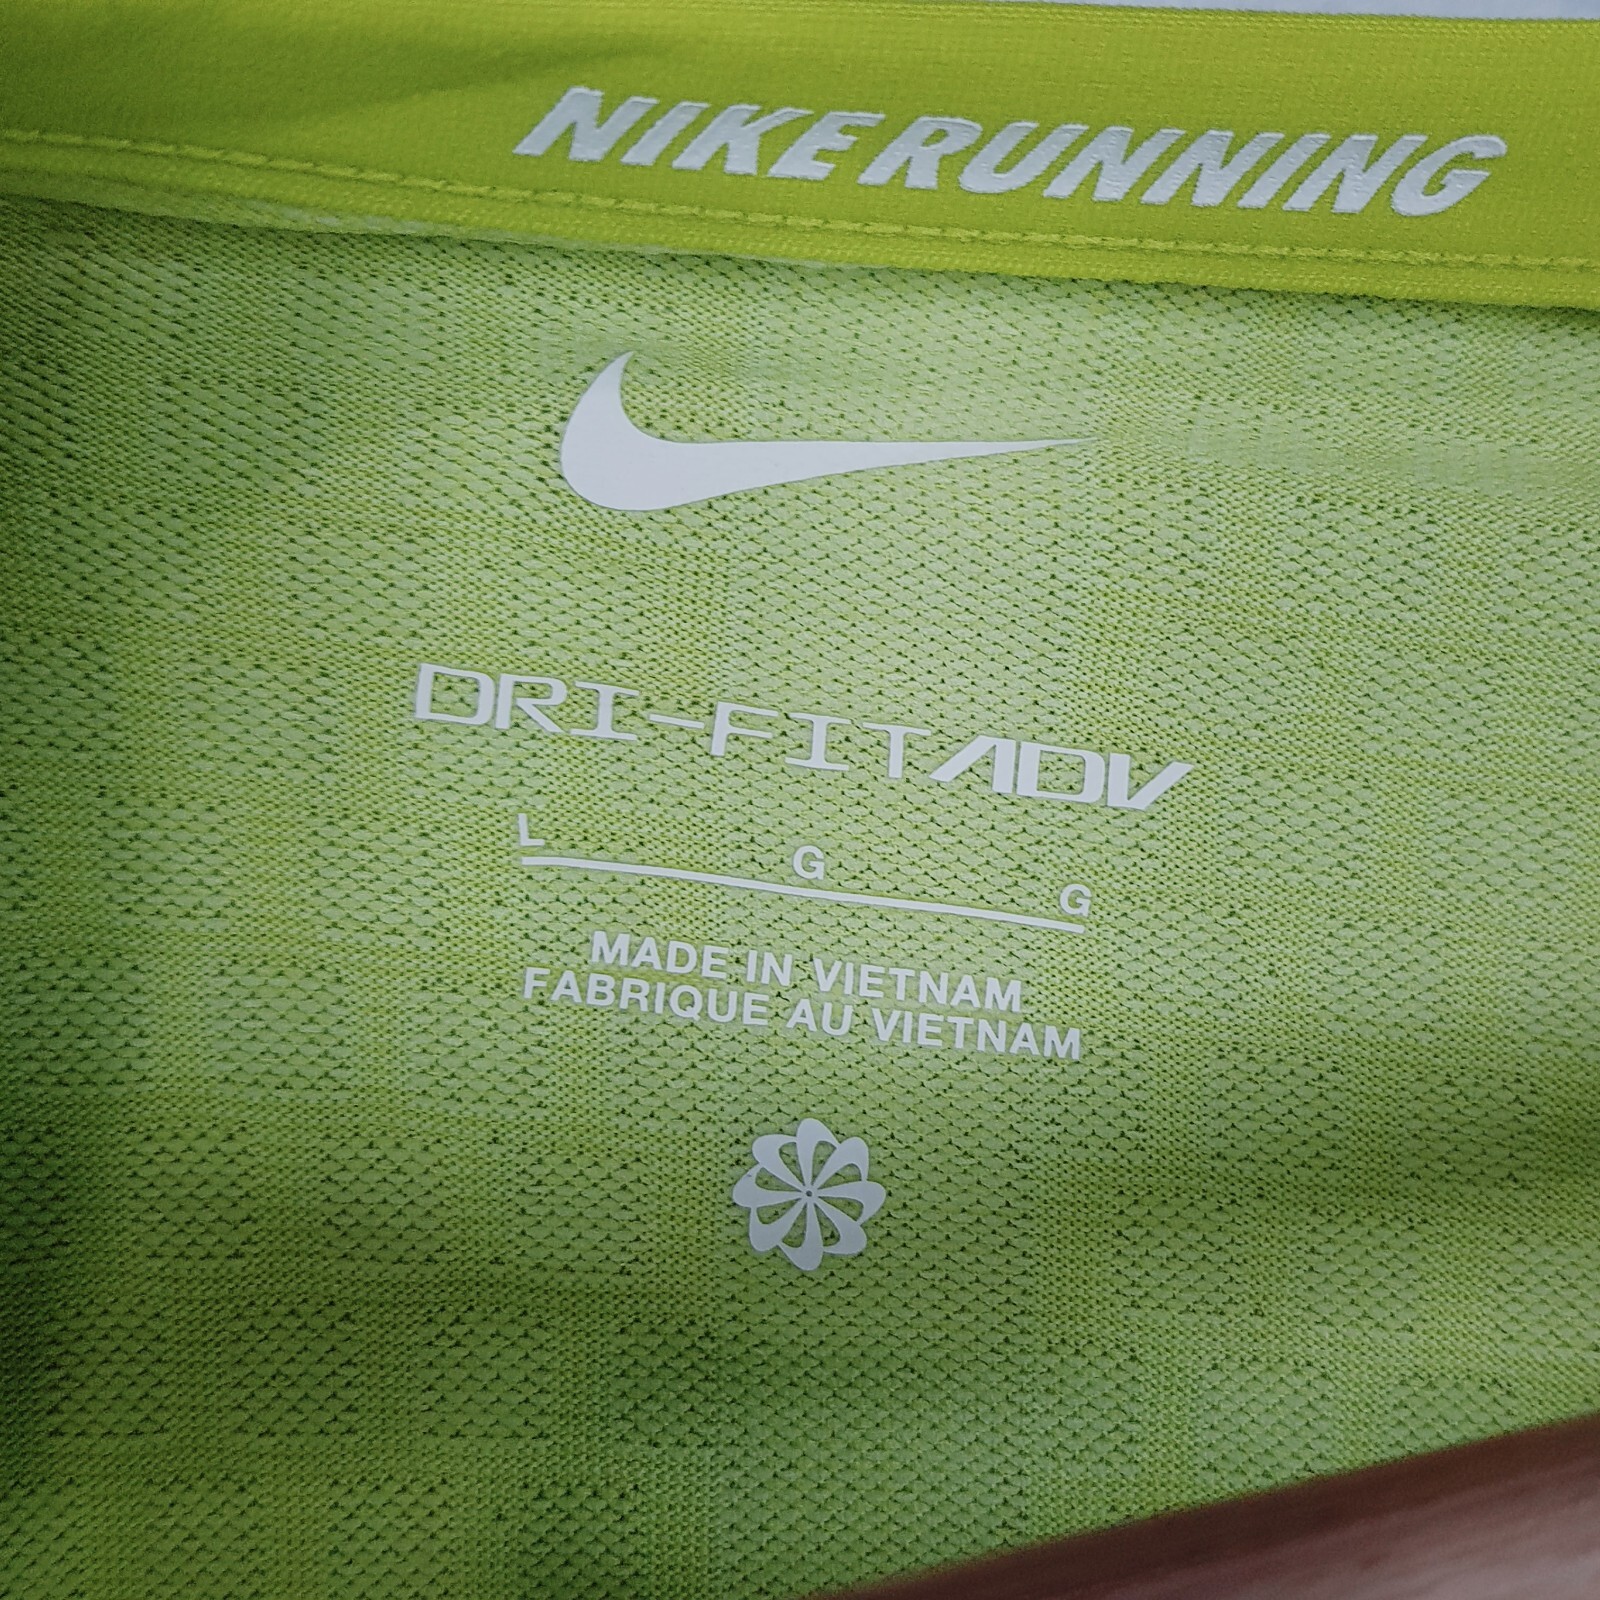 NIKE RUNNING
DRI-FIT ADV
L G G
MADE IN VIETNAM
FABRIQUE AU VIETNAM